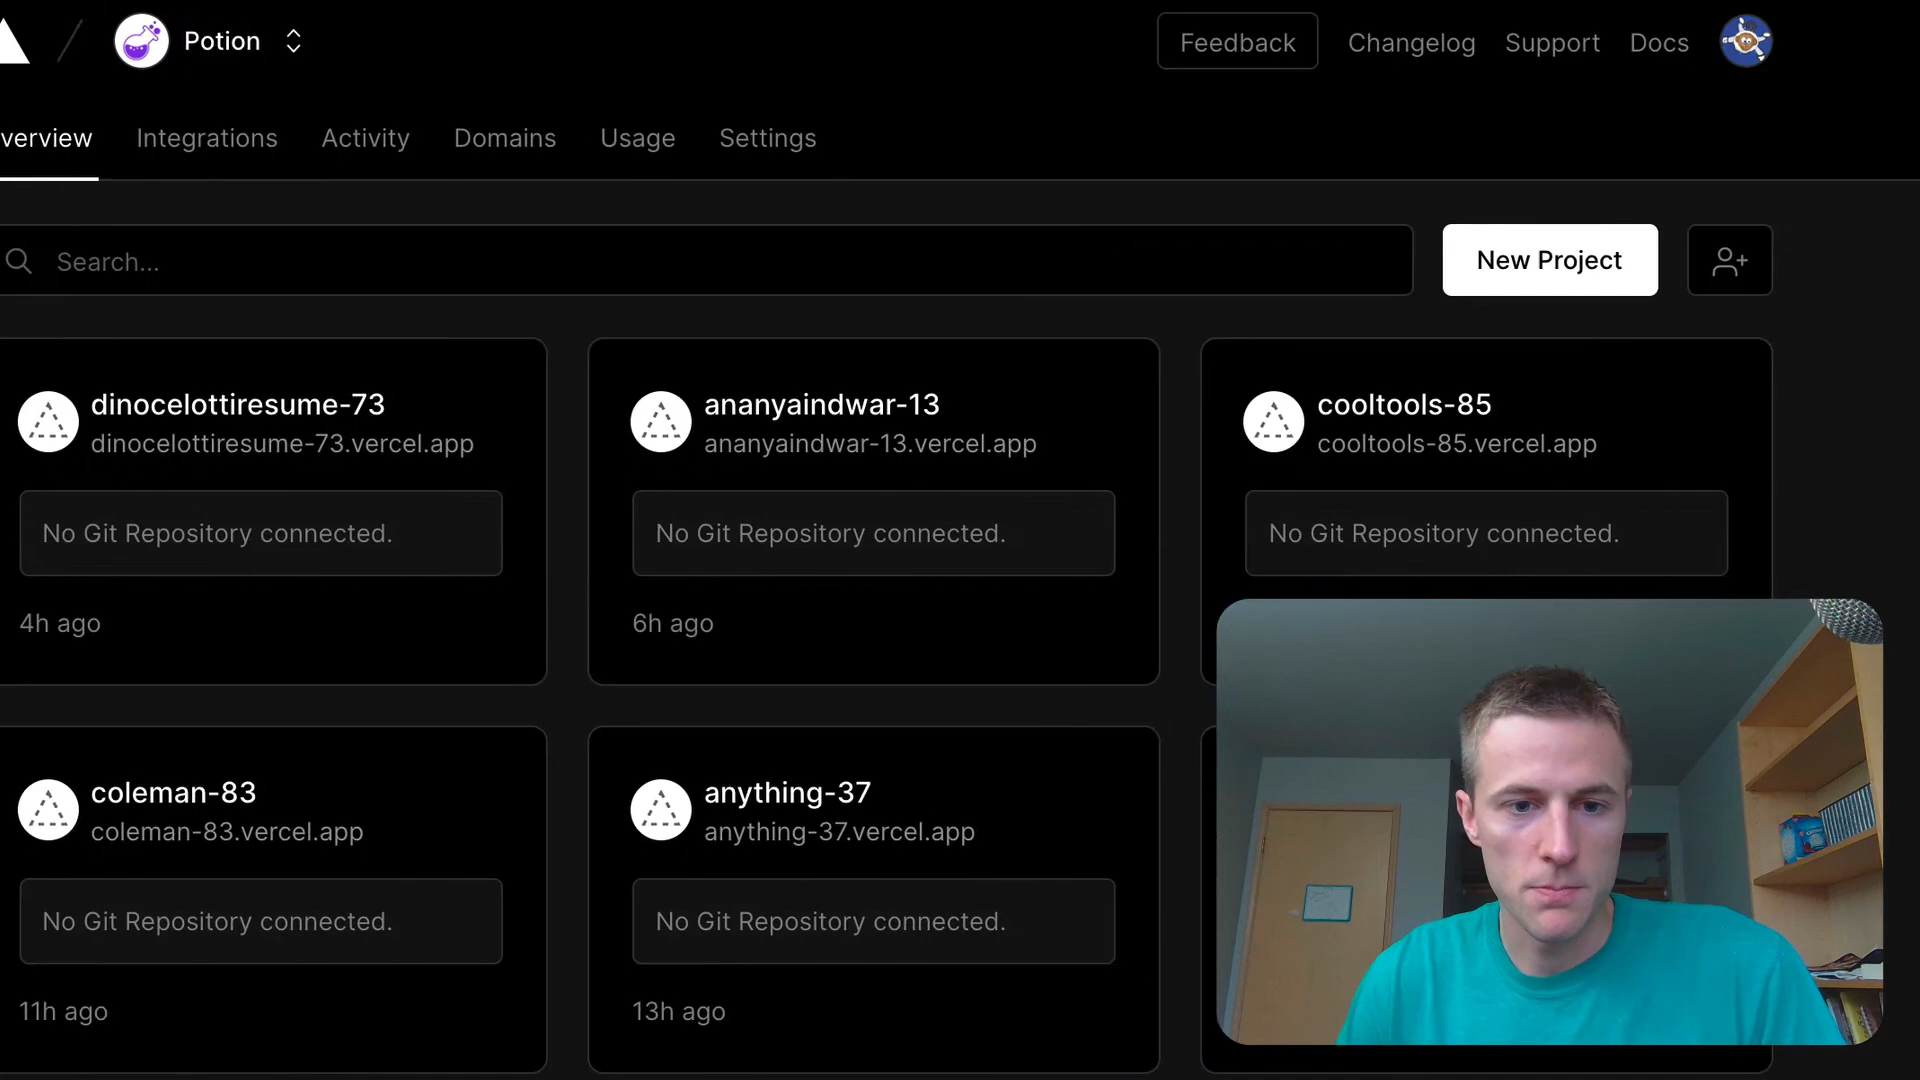 Potion
Feedback
Changelog
Support
Docs
verview
Integrations
Activity
Domains
Usage
Settings
Search...
New Project
dinocelottiresume-73
dinocelottiresume-73.vercel.app
No Git Repository connected.
4h ago
ananyaindwar-13
ananyaindwar-13.vercel.app
No Git Repository connected.
6h ago
cooltools-85
cooltools-85.vercel.app
No Git Repository connected.
coleman-83
coleman-83.vercel.app
No Git Repository connected.
11h ago
anything-37
anything-37.vercel.app
No Git Repository connected.
13h ago